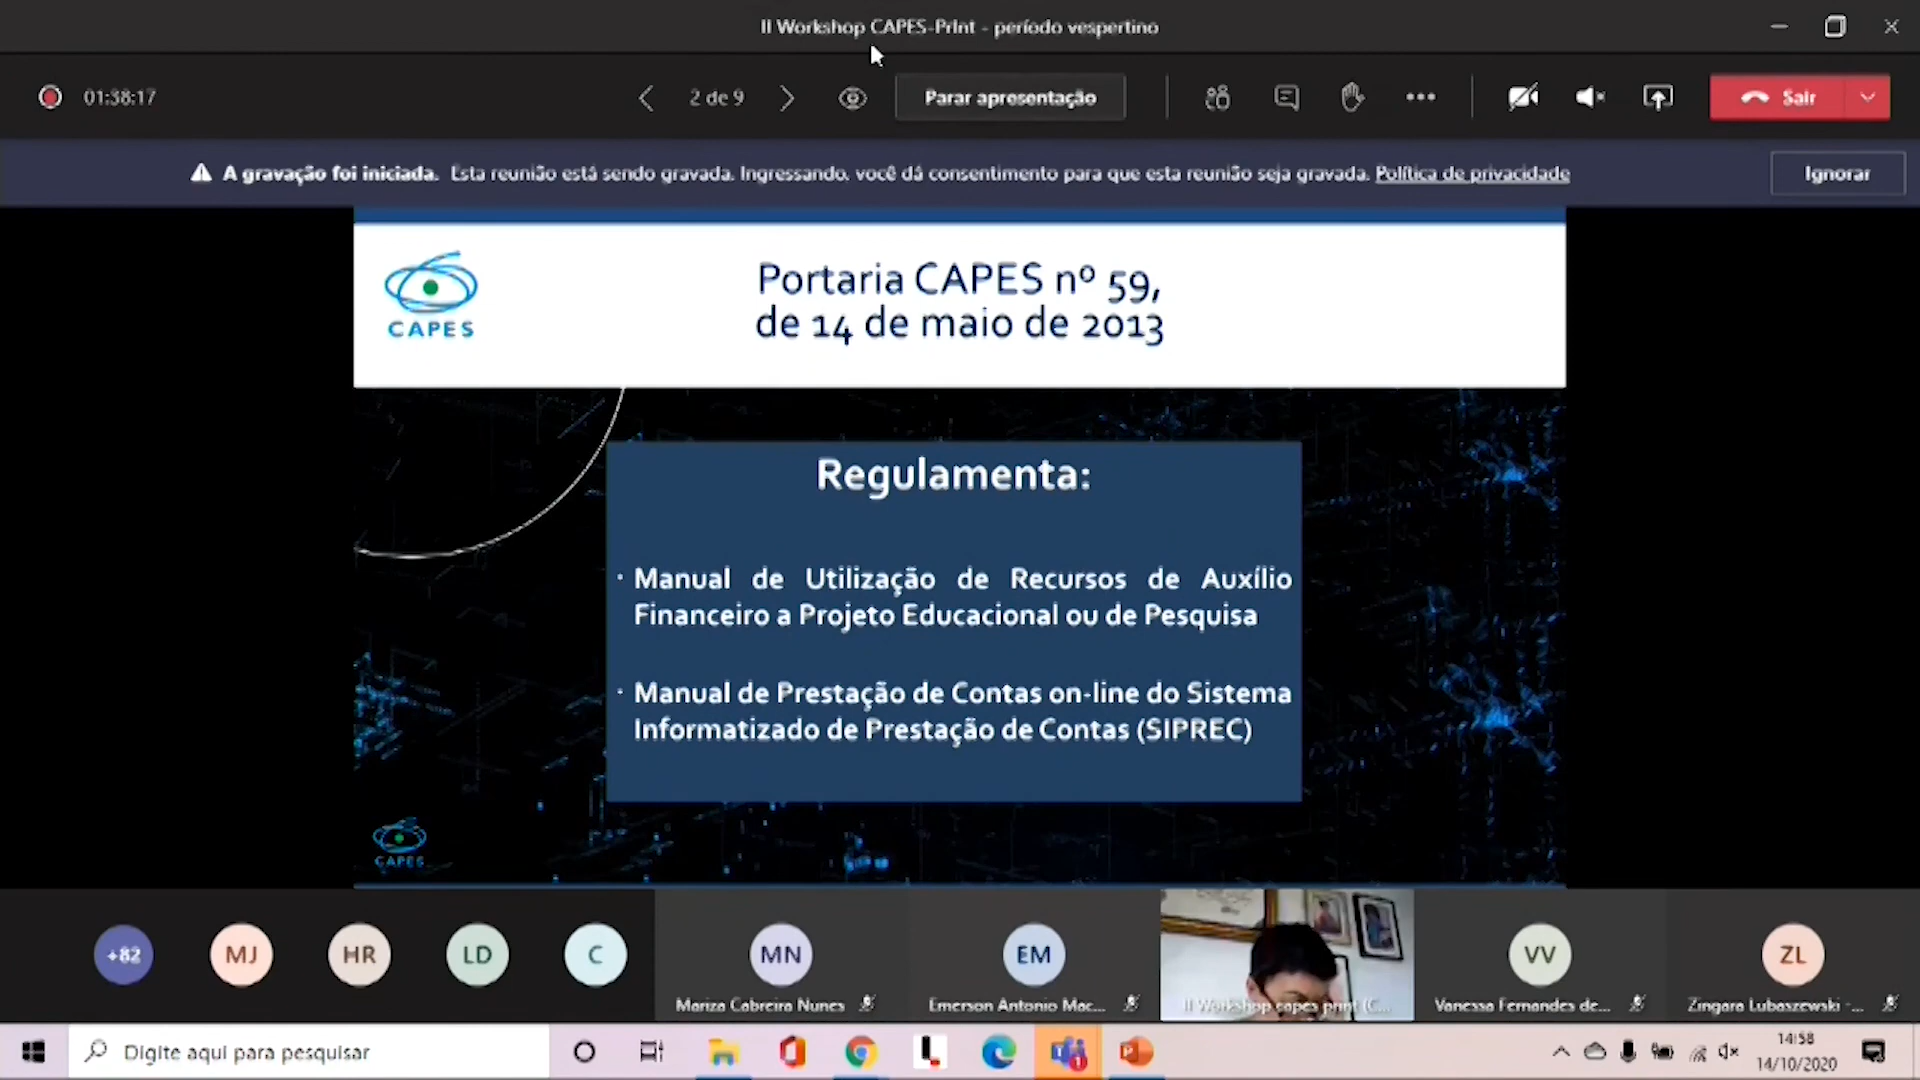 II Workshop CAPES-PrInt - período vespertino
01:38:17
2 de 9
Parar apresentação
Sair
A gravação foi iniciada. Esta reunião está sendo gravada. Ingressando, você dá consentimento para que esta reunião seja gravada. Política de privacidade
Ignorar
CAPES
Portaria CAPES nº 59,
de 14 de maio de 2013
Regulamenta:
· Manual de Utilização de Recursos de Auxílio
Financeiro a Projeto Educacional ou de Pesquisa
· Manual de Prestação de Contas on-line do Sistema
Informatizado de Prestação de Contas (SIPREC)
CAPES
+82
MJ
HR
LD
C
MN
EM
VV
ZL
Mariza Cabreira Nunes
Emerson Antonio Mac...
II Workshop capes print (C...
Vanessa Fernandes de...
Zingara Lubaszewski -...
Digite aqui para pesquisar
14:58
14/10/2020